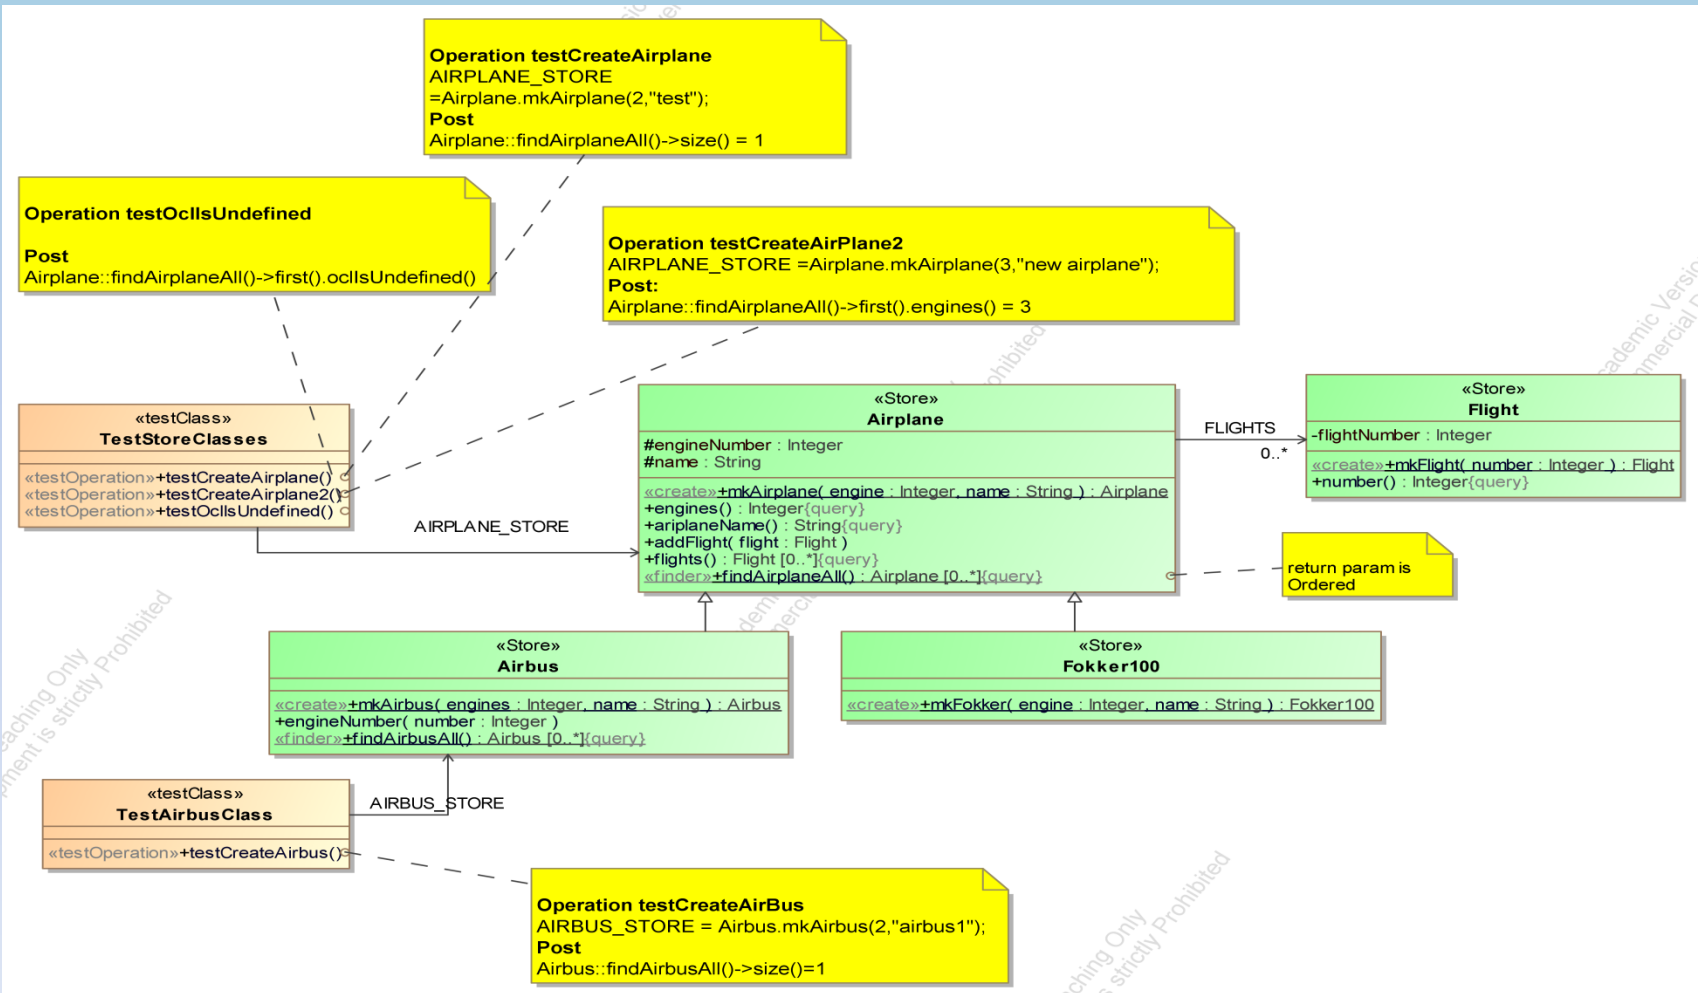 Operation testCreateAirplane
AIRPLANE_STORE
=Airplane.mkAirplane(2,"test");
Post
Airplane::findAirplaneAll()->size() = 1
Operation testOclIsUndefined
Post
Airplane::findAirplaneAll()->first().oclIsUndefined()
Operation testCreateAirPlane2
AIRPLANE_STORE =Airplane.mkAirplane(3,"new airplane");
Post:
Airplane::findAirplaneAll()->first().engines() = 3
«testClass»
TestStoreClasses
«testOperation»+testCreateAirplane()
«testOperation»+testCreateAirplane2()
«testOperation»+testOclIsUndefined()
AIRPLANE_STORE
«Store»
Airplane
#engineNumber : Integer
#name : String
«create»+mkAirplane( engine : Integer, name : String ) : Airplane
+engines() : Integer{query}
+ariplaneName() : String{query}
+addFlight( flight : Flight )
+flights() : Flight [0..*]{query}
«finder»+findAirplaneAll() : Airplane [0..*]{query}
FLIGHTS
0..*
«Store»
Flight
-flightNumber : Integer
«create»+mkFlight( number : Integer ) : Flight
+number() : Integer{query}
return param is
Ordered
«Store»
Airbus
«create»+mkAirbus( engines : Integer, name : String ) : Airbus
+engineNumber( number : Integer )
«finder»+findAirbusAll() : Airbus [0..*]{query}
«Store»
Fokker100
«create»+mkFokker( engine : Integer, name : String ) : Fokker100
«testClass»
TestAirbusClass
«testOperation»+testCreateAirbus()
AIRBUS_STORE
Operation testCreateAirBus
AIRBUS_STORE = Airbus.mkAirbus(2,"airbus1");
Post
Airbus::findAirbusAll()->size()=1